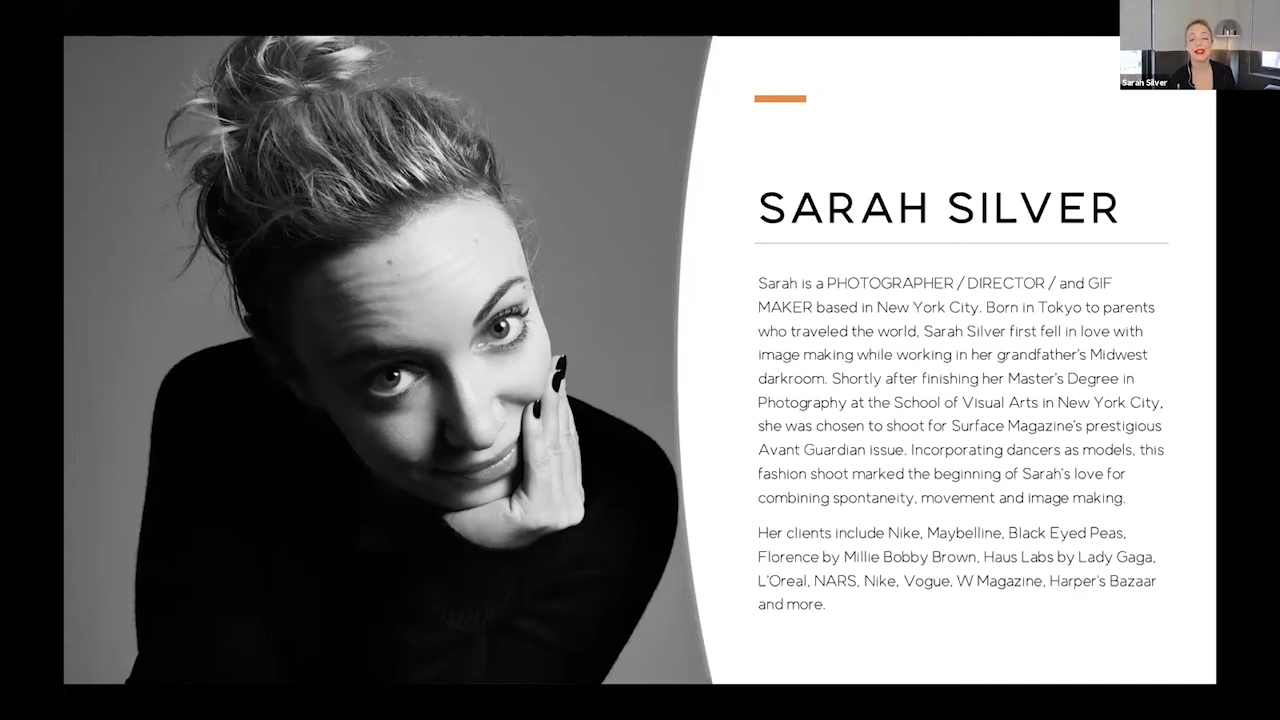 Sarah Silver
SARAH SILVER
Sarah is a PHOTOGRAPHER / DIRECTOR / and GIF
MAKER based in New York City. Born in Tokyo to parents
who traveled the world, Sarah Silver first fell in love with
image making while working in her grandfather's Midwest
darkroom. Shortly after finishing her Master's Degree in
Photography at the School of Visual Arts in New York City,
she was chosen to shoot for Surface Magazine's prestigious
Avant Guardian issue. Incorporating dancers as models, this
fashion shoot marked the beginning of Sarah's love for
combining spontaneity, movement and image making.
Her clients include Nike, Maybelline, Black Eyed Peas,
Florence by Millie Bobby Brown, Haus Labs by Lady Gaga,
L'Oreal, NARS, Nike, Vogue, W Magazine, Harper's Bazaar
and more.